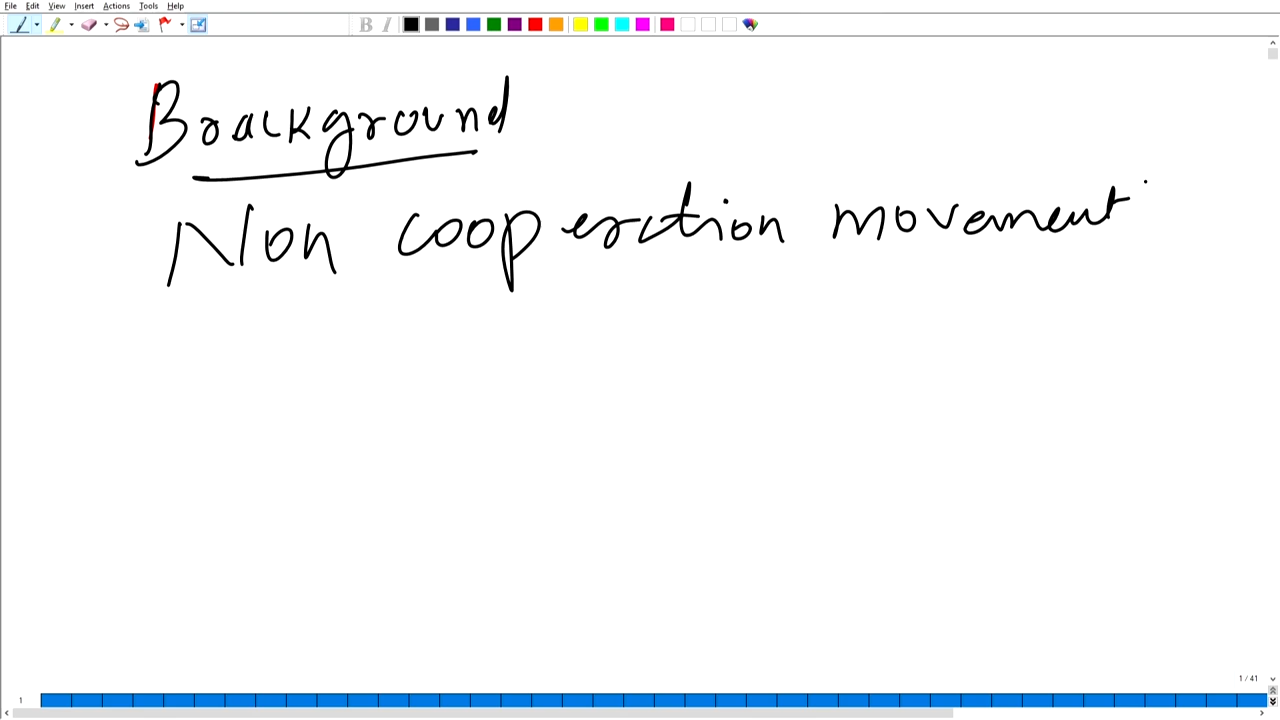 File Edit View Insert Actions Tools Help
B I
Background
Non cooperation movement
1 / 41
1